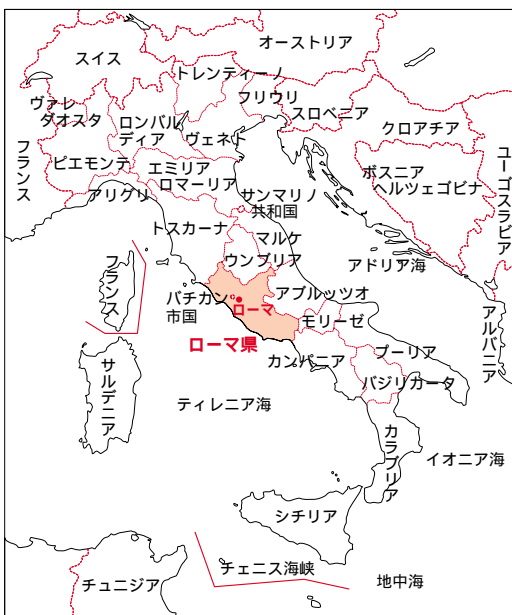 オーストリア
スイス
トレンティーノ
フリウリ
ヴァレ
ダオスタ
ロンバル
ディア
ヴェネト
スロベニア
クロアチア
フランス
ピエモンテ
エミリア
ロマーリア
ボスニア
ヘルツェゴビナ
ユーゴスラビア
アリグリ
サンマリノ
共和国
トスカーナ
マルケ
ウンブリア
アドリア海
フランス
バチカン
市国
ローマ
アブルッツオ
モリーゼ
アルバニア
ローマ県
カンパニア
プーリア
バジリカータ
サルデニア
ティレニア海
カラブリア
イオニア海
シチリア
チェニス海峡
チュニジア
地中海